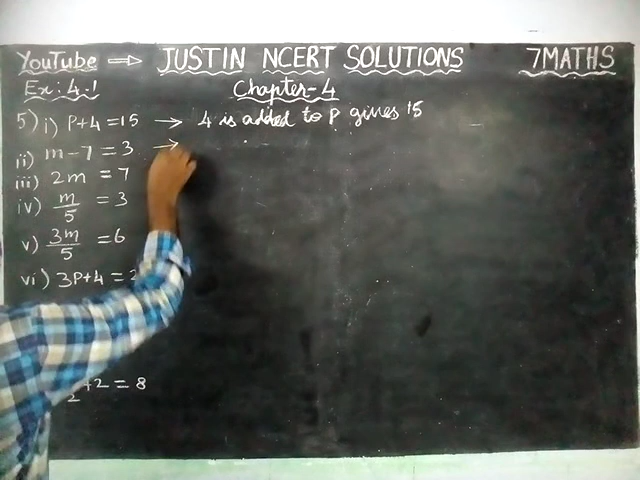 YouTube ⇒ JUSTIN NCERT SOLUTIONS 7MATHS
Ex: 4.1 Chapter-4
5) i) P+4 = 15 → 4 is added to P gives 15
ii) m - 7 = 3 →
iii) 2m = 7
iv) m/5 = 3
v) 3m/5 = 6
vi) 3P+4 =
/2 +2 = 8